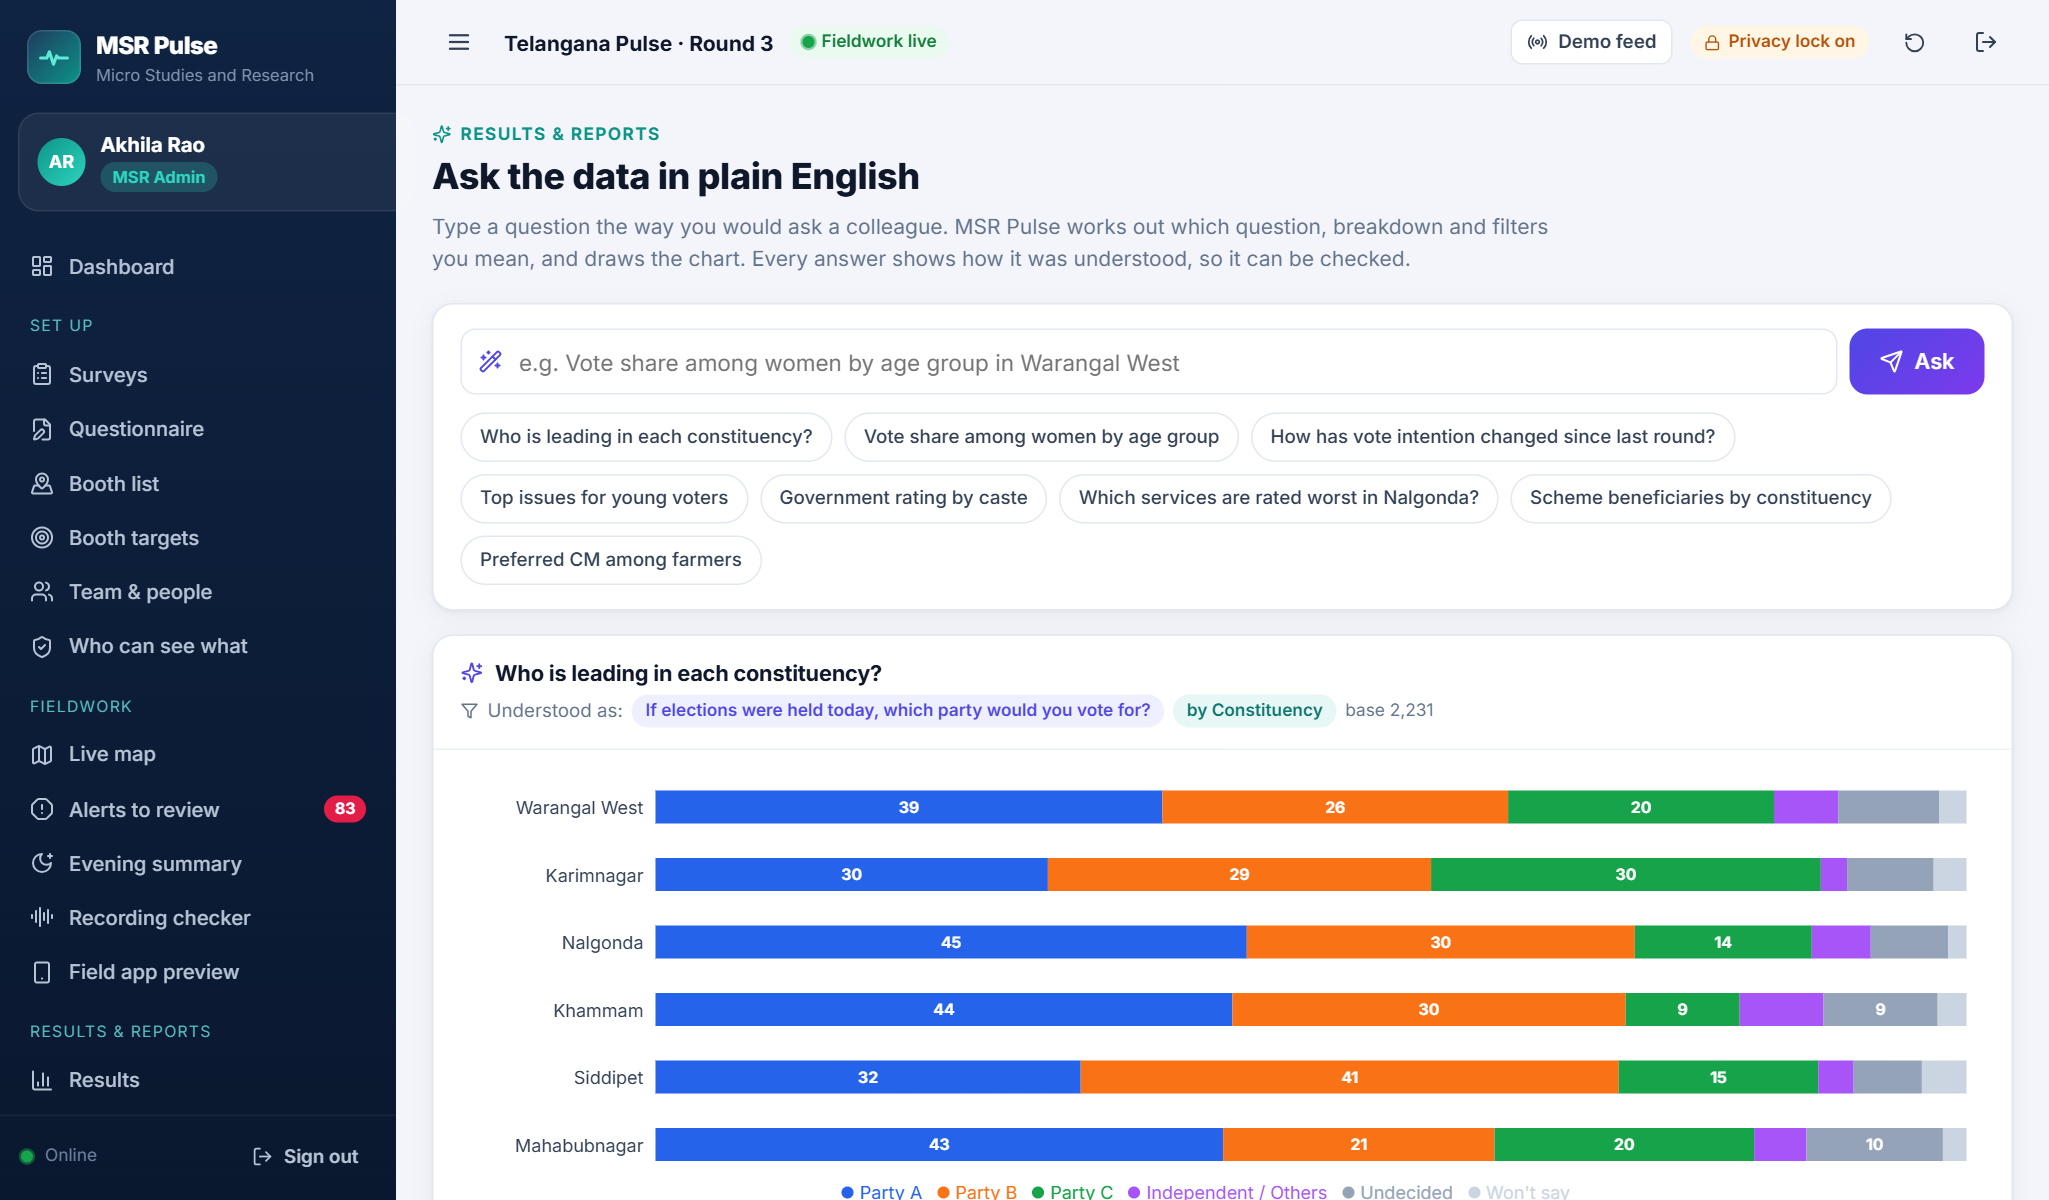 MSR Pulse
Micro Studies and Research
AR
Akhila Rao
MSR Admin
Dashboard
SET UP
Surveys
Questionnaire
Booth list
Booth targets
Team & people
Who can see what
FIELDWORK
Live map
Alerts to review
83
Evening summary
Recording checker
Field app preview
RESULTS & REPORTS
Results
Online
Sign out
Telangana Pulse · Round 3
Fieldwork live
Demo feed
Privacy lock on
RESULTS & REPORTS
Ask the data in plain English
Type a question the way you would ask a colleague. MSR Pulse works out which question, breakdown and filters
you mean, and draws the chart. Every answer shows how it was understood, so it can be checked.
e.g. Vote share among women by age group in Warangal West
Ask
Who is leading in each constituency?
Vote share among women by age group
How has vote intention changed since last round?
Top issues for young voters
Government rating by caste
Which services are rated worst in Nalgonda?
Scheme beneficiaries by constituency
Preferred CM among farmers
Who is leading in each constituency?
Understood as: If elections were held today, which party would you vote for? by Constituency base 2,231
Warangal West 39 26 20
Karimnagar 30 29 30
Nalgonda 45 30 14
Khammam 44 30 9 9
Siddipet 32 41 15
Mahabubnagar 43 21 20 10
Party A Party B Party C Independent / Others Undecided Won't say